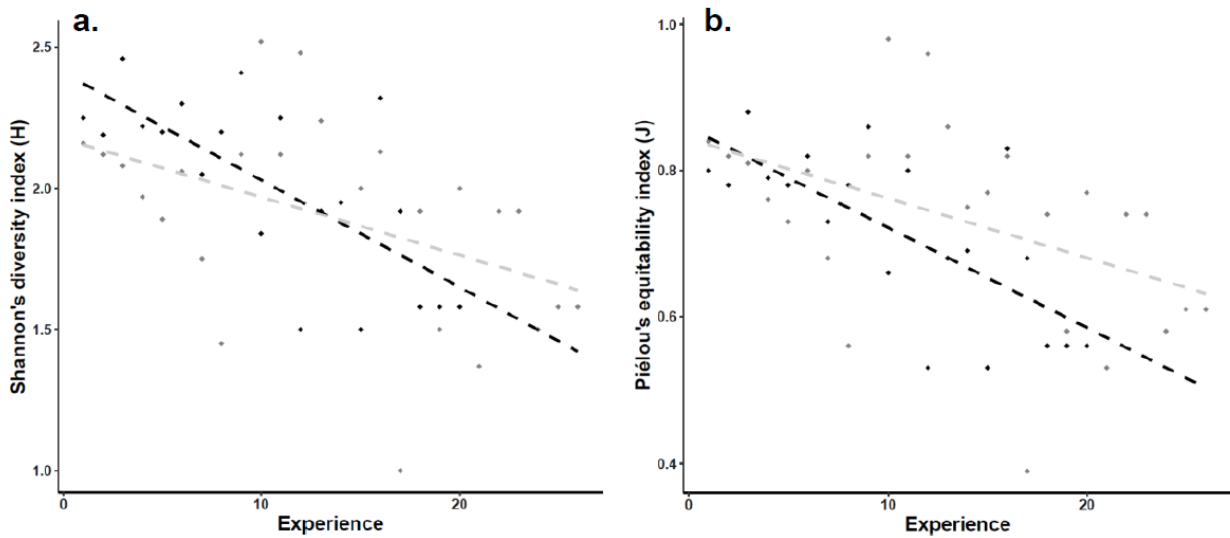 a.
Shannon's diversity index (H)
2.5
2.0
1.5
1.0
0
10
20
Experience
b.
Piélou's equitability index (J)
1.0
0.8
0.6
0.4
0
10
20
Experience